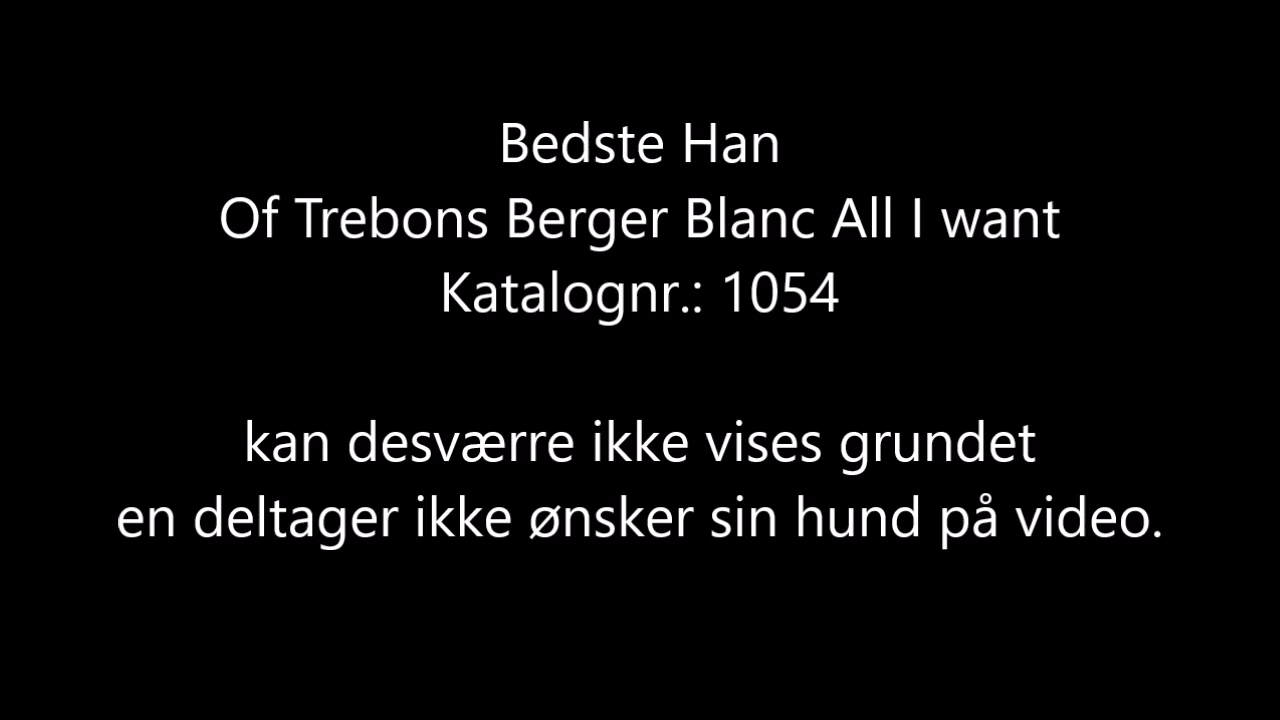 Bedste Han
Of Trebons Berger Blanc All I want
Katalognr.: 1054
kan desværre ikke vises grundet
en deltager ikke ønsker sin hund på video.